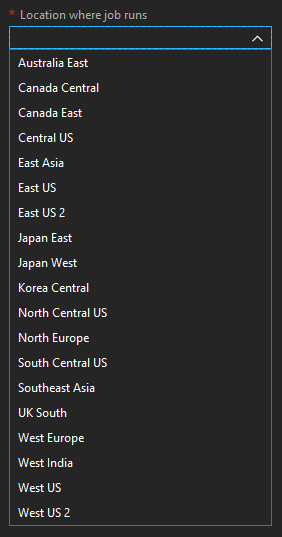 * Location where job runs
Australia East
Canada Central
Canada East
Central US
East Asia
East US
East US 2
Japan East
Japan West
Korea Central
North Central US
North Europe
South Central US
Southeast Asia
UK South
West Europe
West India
West US
West US 2